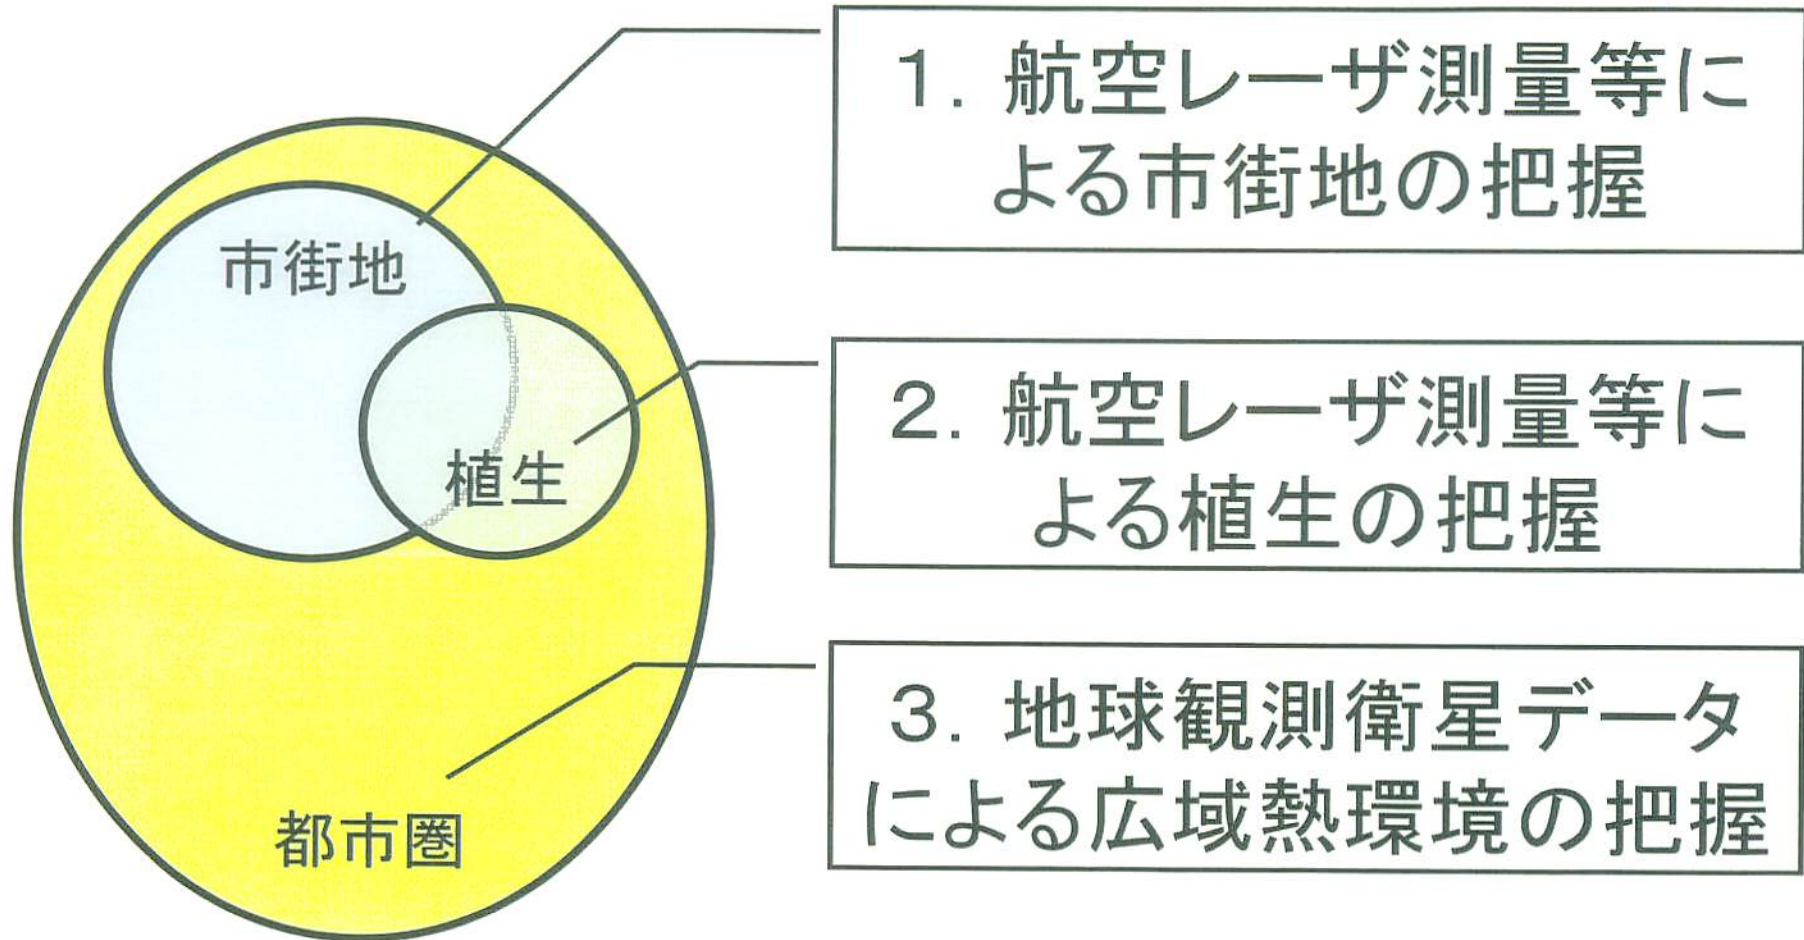 1. 航空レーザ測量等に
よる市街地の把握
市街地
2. 航空レーザ測量等に
よる植生の把握
植生
3. 地球観測衛星データ
による広域熱環境の把握
都市圏